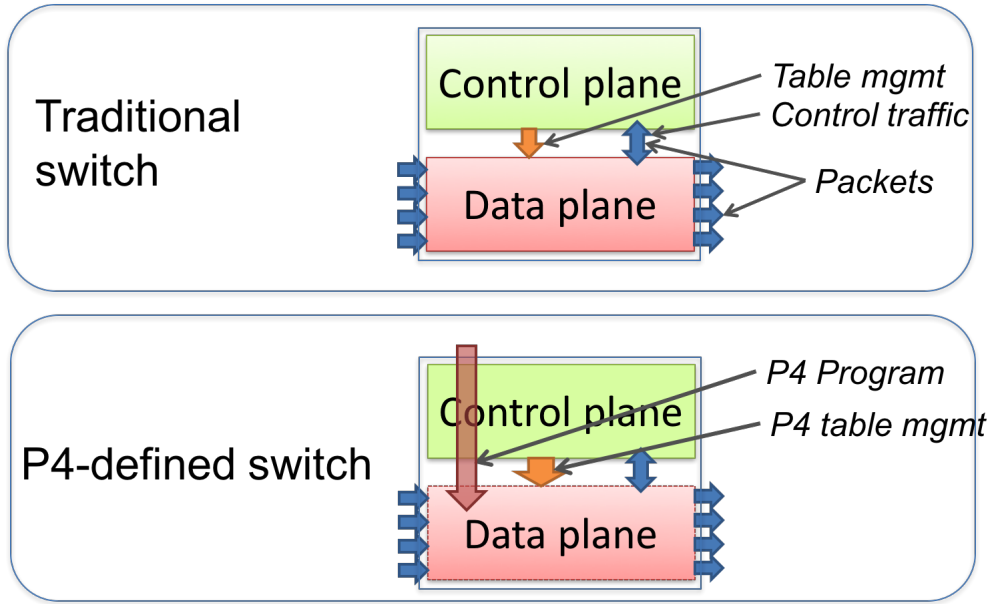 Traditional
switch
Control plane
Data plane
Table mgmt
Control traffic
Packets
P4-defined switch
Control plane
Data plane
P4 Program
P4 table mgmt